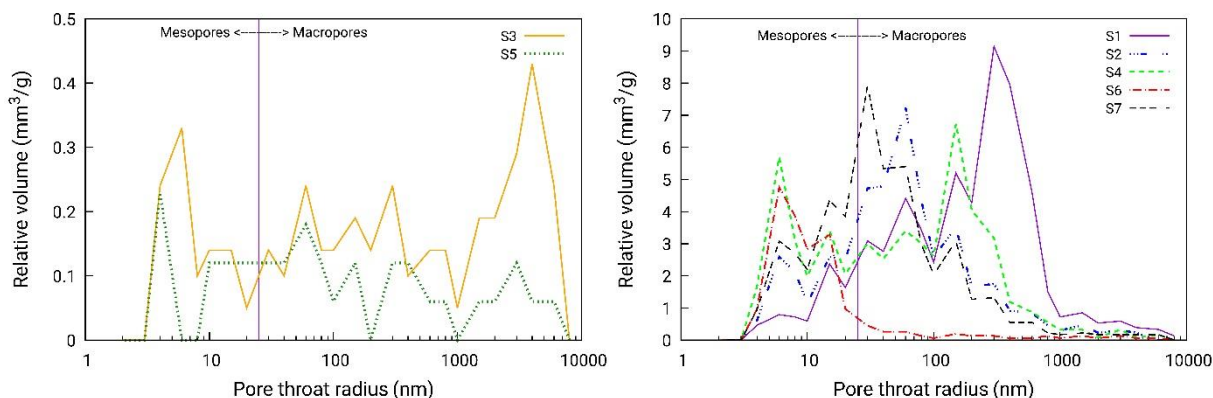 0.5
0.4
0.3
0.2
0.1
0
Relative volume (mm³/g)
Mesopores <------------> Macropores
S3
S5
1 10 100 1000 10000
Pore throat radius (nm)
10
9
8
7
6
5
4
3
2
1
0
Relative volume (mm³/g)
Mesopores <------------> Macropores
S1
S2
S4
S6
S7
1 10 100 1000 10000
Pore throat radius (nm)